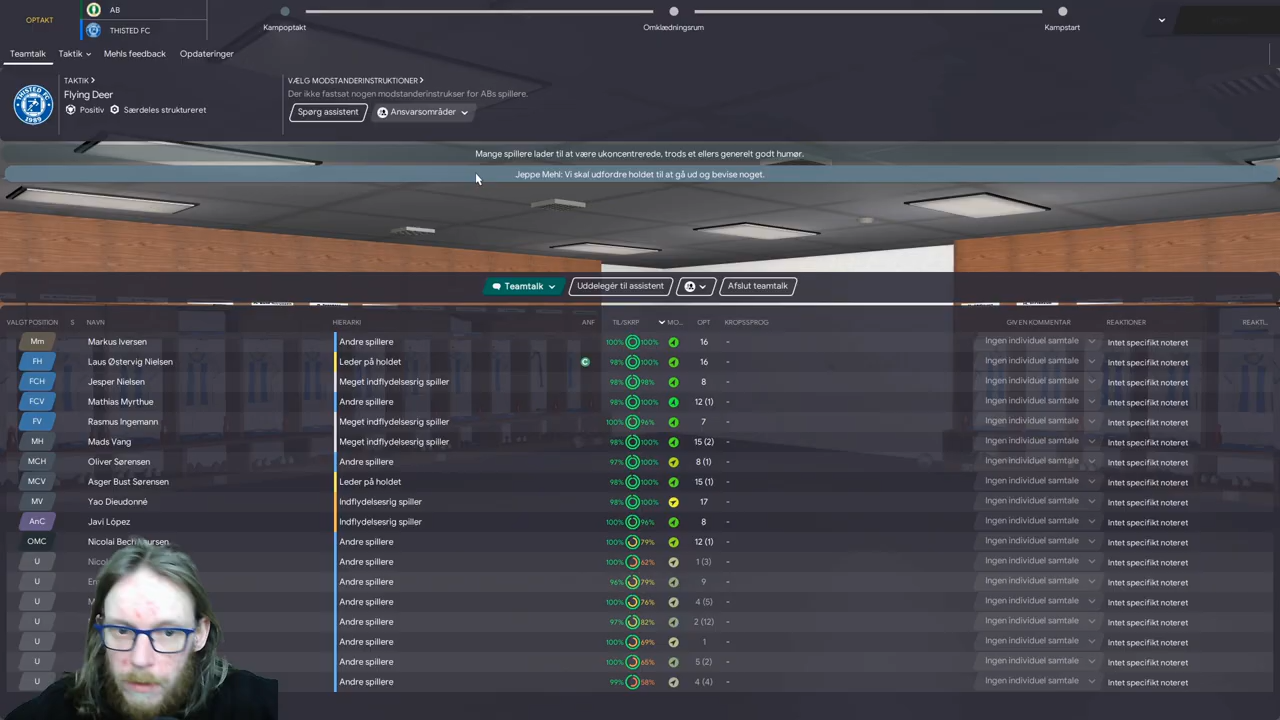 OPTAKT
AB
THISTED FC
Kampoptakt
Omklædningsrum
Kampstart
Teamtalk
Taktik
Mehls feedback
Opdateringer
TAKTIK
Flying Deer
Positiv
Særdeles struktureret
VÆLG MODSTANDERINSTRUKTIONER
Der ikke fastsat nogen modstanderinstrukser for ABs spillere.
Spørg assistent
Ansvarsområder
Mange spillere lader til at være ukoncentrerede, trods et ellers generelt godt humør.
Jeppe Mehl: Vi skal udfordre holdet til at gå ud og bevise noget.
Teamtalk
Uddelegér til assistent
Afslut teamtalk
VALGT POSITION S NAVN HIERARKI ANF TIL/SKRP MO... OPT KROPSSPROG GIV EN KOMMENTAR REAKTIONER REAKTI...
Mm Markus Iversen Andre spillere 100% 100% 16 - Ingen individuel samtale Intet specifikt noteret
FH Laus Østervig Nielsen Leder på holdet C 98% 100% 16 - Ingen individuel samtale Intet specifikt noteret
FCH Jesper Nielsen Meget indflydelsesrig spiller 98% 98% 8 - Ingen individuel samtale Intet specifikt noteret
FCV Mathias Myrthue Andre spillere 98% 100% 12 (1) - Ingen individuel samtale Intet specifikt noteret
FV Rasmus Ingemann Meget indflydelsesrig spiller 100% 96% 7 - Ingen individuel samtale Intet specifikt noteret
MH Mads Vang Meget indflydelsesrig spiller 98% 100% 15 (2) - Ingen individuel samtale Intet specifikt noteret
MCH Oliver Sørensen Andre spillere 97% 100% 8 (1) - Ingen individuel samtale Intet specifikt noteret
MCV Asger Bust Sørensen Leder på holdet 98% 100% 15 (1) - Ingen individuel samtale Intet specifikt noteret
MV Yao Dieudonné Indflydelsesrig spiller 98% 100% 17 - Ingen individuel samtale Intet specifikt noteret
AnC Javi López Indflydelsesrig spiller 100% 96% 8 - Ingen individuel samtale Intet specifikt noteret
OMC Nicolai Andre spillere 100% 79% 12 (1) - Ingen individuel samtale Intet specifikt noteret
U Andre spillere 100% 62% 1 (3) - Ingen individuel samtale Intet specifikt noteret
U Andre spillere 96% 79% 9 - Ingen individuel samtale Intet specifikt noteret
U Andre spillere 100% 76% 4 (5) - Ingen individuel samtale Intet specifikt noteret
U Andre spillere 97% 82% 2 (12) - Ingen individuel samtale Intet specifikt noteret
U Andre spillere 100% 69% 1 - Ingen individuel samtale Intet specifikt noteret
U Andre spillere 100% 65% 5 (2) - Ingen individuel samtale Intet specifikt noteret
U Andre spillere 99% 58% 4 (4) - Ingen individuel samtale Intet specifikt noteret